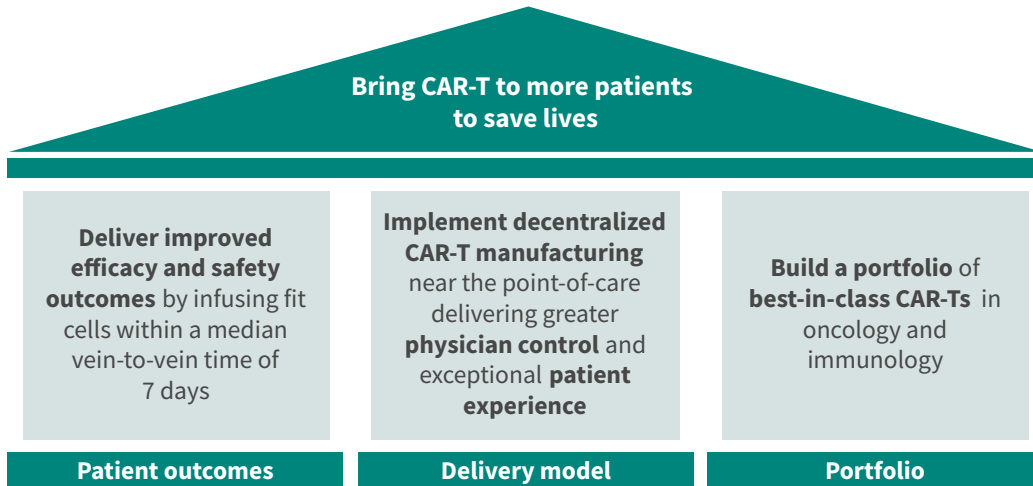 Bring CAR-T to more patients
to save lives
Deliver improved
efficacy and safety
outcomes by infusing fit
cells within a median
vein-to-vein time of
7 days
Implement decentralized
CAR-T manufacturing
near the point-of-care
delivering greater
physician control and
exceptional patient
experience
Build a portfolio of
best-in-class CAR-Ts in
oncology and
immunology
Patient outcomes
Delivery model
Portfolio